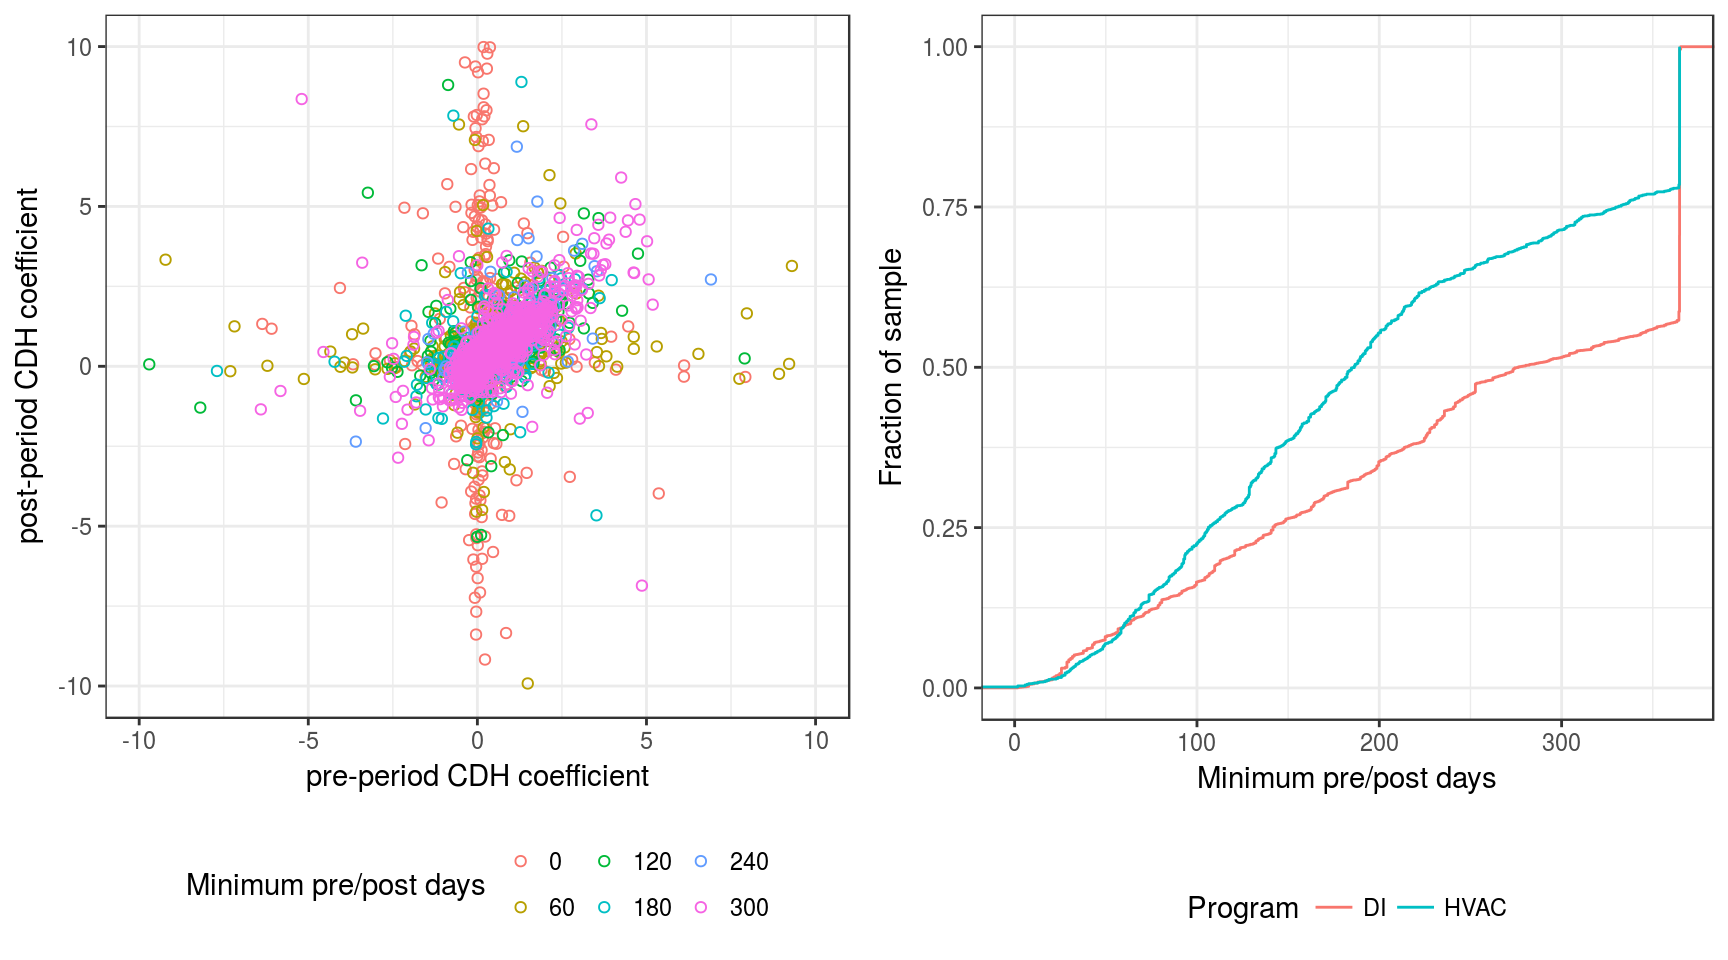 post-period CDH coefficient
10
5
0
-5
-10
-10 -5 0 5 10
pre-period CDH coefficient
Minimum pre/post days
0 120 240
60 180 300
Fraction of sample
1.00
0.75
0.50
0.25
0.00
0 100 200 300
Minimum pre/post days
Program DI HVAC